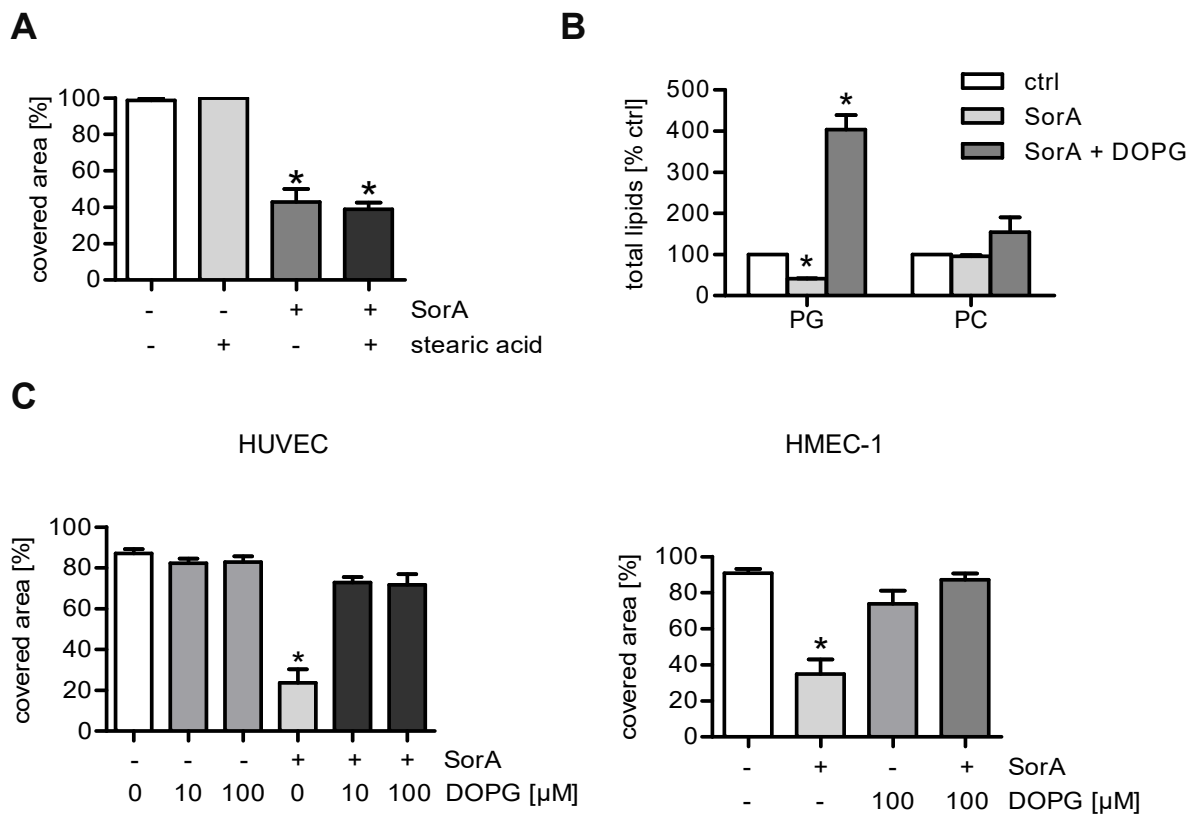 A
covered area [%]
100
80
60
40
20
0
*
*
- - + + SorA
- + - + stearic acid
B
total lipids [% ctrl]
500
400
300
200
100
0
*
*
ctrl
SorA
SorA + DOPG
PG PC
C
HUVEC
covered area [%]
100
80
60
40
20
0
*
- - - + + + SorA
0 10 100 0 10 100 DOPG [µM]
HMEC-1
covered area [%]
100
80
60
40
20
0
*
- + - + SorA
- - 100 100 DOPG [µM]